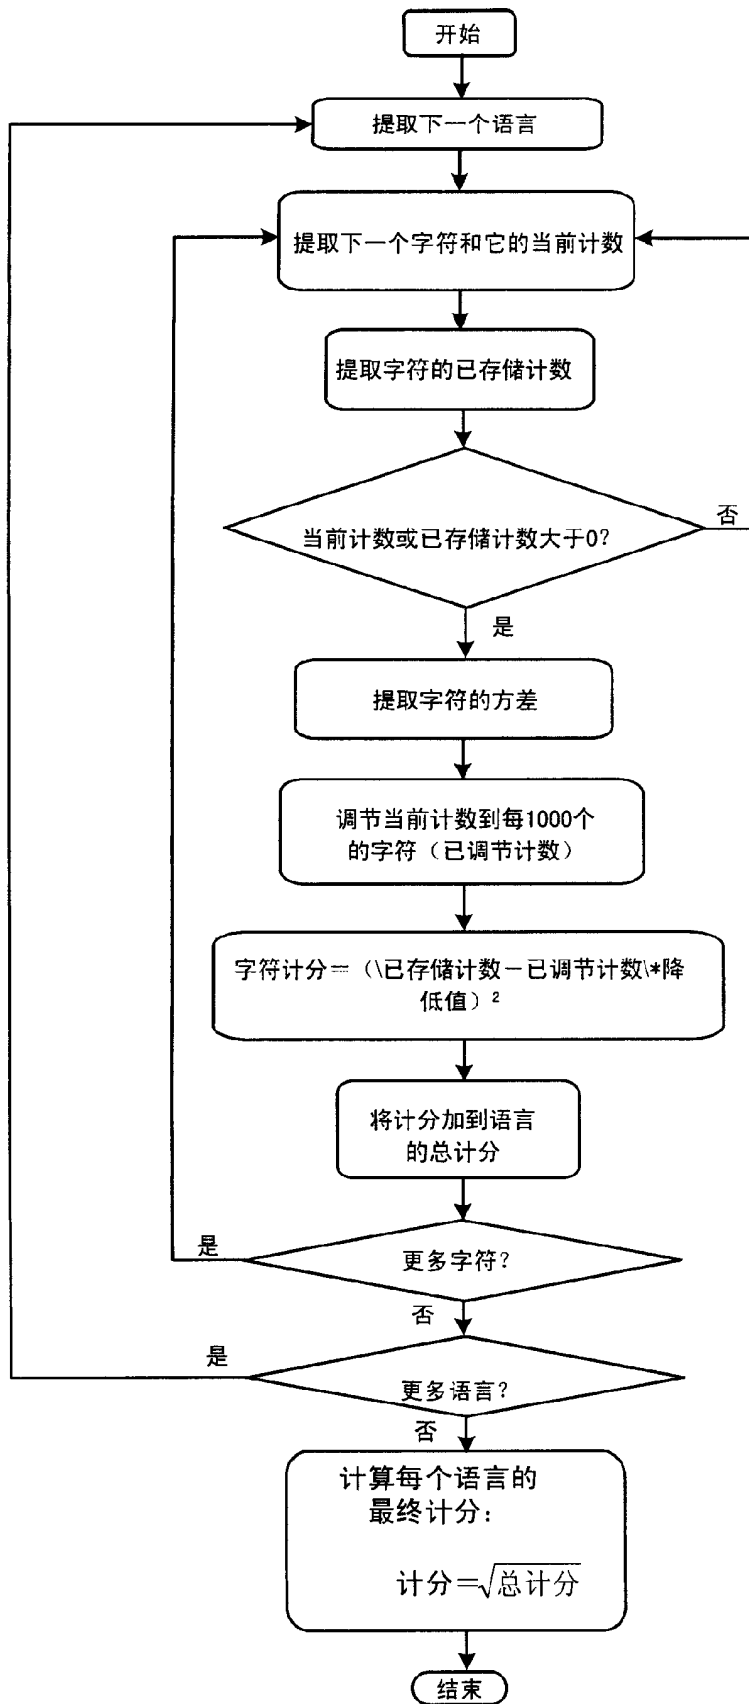 开始
提取下一个语言
提取下一个字符和它的当前计数
提取字符的已存储计数
当前计数或已存储计数大于0?
否
是
提取字符的方差
调节当前计数到每1000个
的字符（已调节计数）
字符计分＝（\已存储计数－已调节计数\*降
低值）²
将计分加到语言
的总计分
更多字符?
是
否
更多语言?
是
否
计算每个语言的
最终计分:
计分＝√总计分
结束